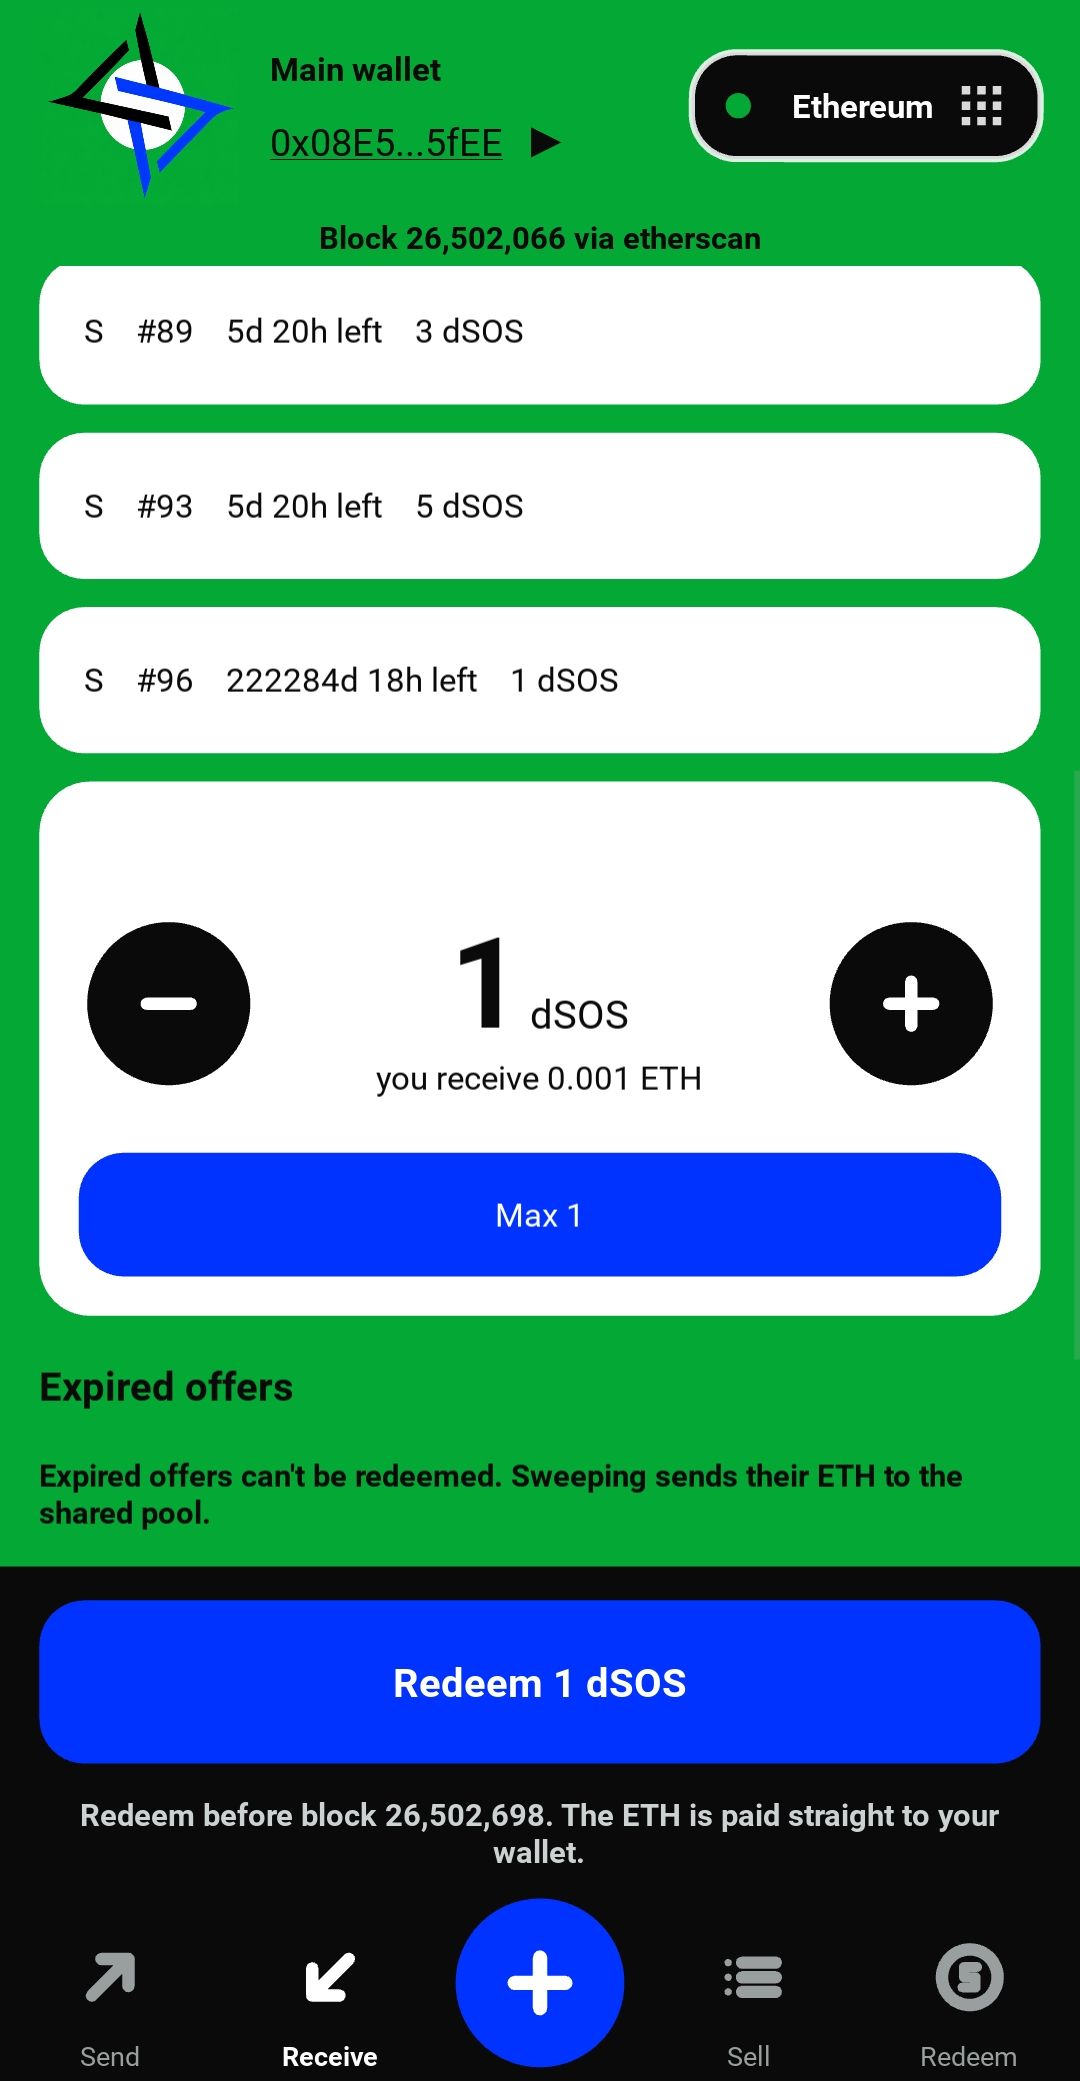 Main wallet
0x08E5...5fEE
Ethereum
Block 26,502,066 via etherscan
S #89 5d 20h left 3 dSOS
S #93 5d 20h left 5 dSOS
S #96 222284d 18h left 1 dSOS
1 dSOS
you receive 0.001 ETH
Max 1
Expired offers
Expired offers can't be redeemed. Sweeping sends their ETH to the
shared pool.
Redeem 1 dSOS
Redeem before block 26,502,698. The ETH is paid straight to your
wallet.
Send
Receive
Sell
Redeem